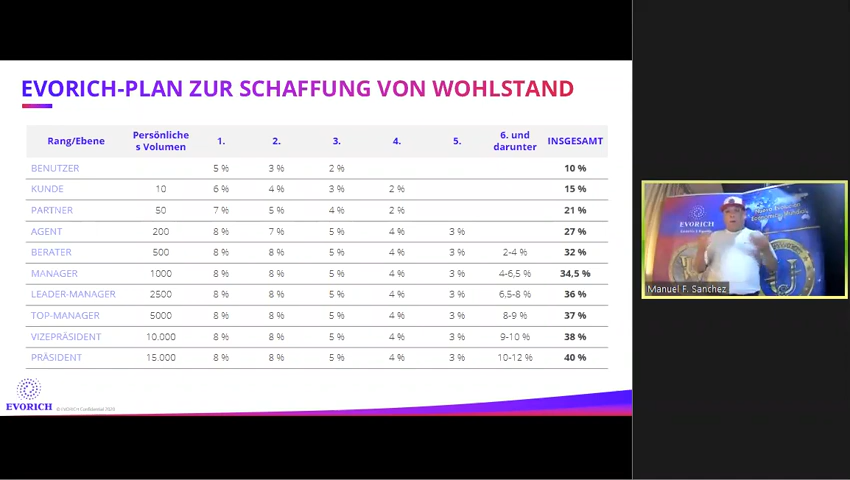 EVORICH-PLAN ZUR SCHAFFUNG VON WOHLSTAND
Rang/Ebene Persönliche s Volumen 1. 2. 3. 4. 5. 6. und darunter INSGESAMT
BENUTZER 5 % 3 % 2 % 10 %
KUNDE 10 6 % 4 % 3 % 2 % 15 %
PARTNER 50 7 % 5 % 4 % 2 % 21 %
AGENT 200 8 % 7 % 5 % 4 % 3 % 27 %
BERATER 500 8 % 8 % 5 % 4 % 3 % 2-4 % 32 %
MANAGER 1000 8 % 8 % 5 % 4 % 3 % 4-6,5 % 34,5 %
LEADER-MANAGER 2500 8 % 8 % 5 % 4 % 3 % 6,5-8 % 36 %
TOP-MANAGER 5000 8 % 8 % 5 % 4 % 3 % 8-9 % 37 %
VIZEPRÄSIDENT 10.000 8 % 8 % 5 % 4 % 3 % 9-10 % 38 %
PRÄSIDENT 15.000 8 % 8 % 5 % 4 % 3 % 10-12 % 40 %
EVORICH
© EVORICH Confidential 2020
EVORICH
Manuel F. Sanchez